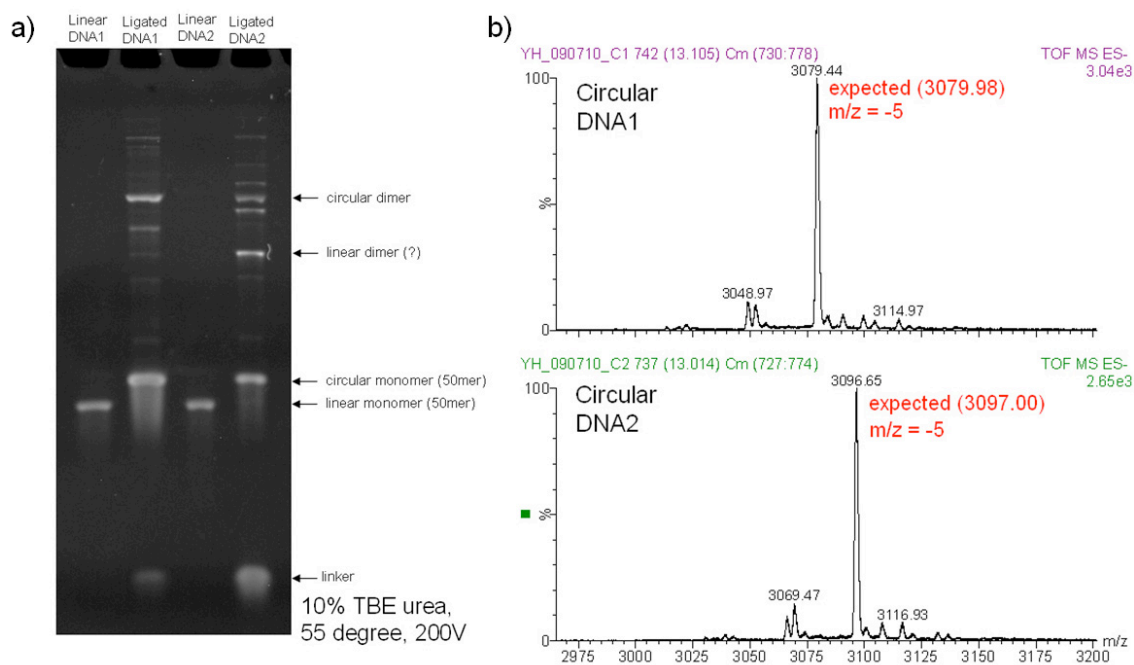 a)
Linear DNA1
Ligated DNA1
Linear DNA2
Ligated DNA2
circular dimer
linear dimer (?)
circular monomer (50mer)
linear monomer (50mer)
linker
10% TBE urea,
55 degree, 200V
b)
YH_090710_C1 742 (13.105) Cm (730:778)
TOF MS ES-
3.04e3
100
3079.44
Circular
DNA1
expected (3079.98)
m/z = -5
%
3048.97
3114.97
0
YH_090710_C2 737 (13.014) Cm (727:774)
TOF MS ES-
2.65e3
100
3096.65
Circular
DNA2
expected (3097.00)
m/z = -5
%
3069.47
3116.93
0
m/z
2975 3000 3025 3050 3075 3100 3125 3150 3175 3200